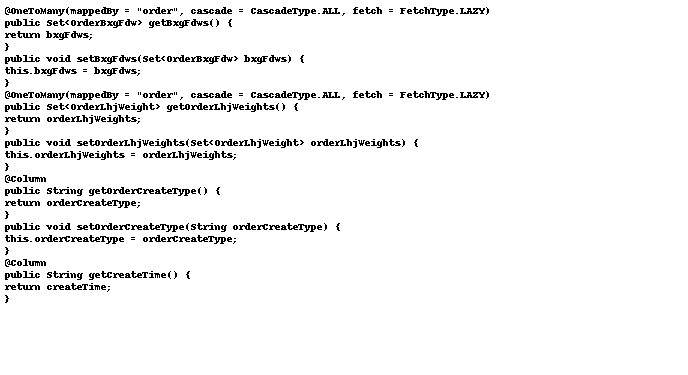 @OneToMany(mappedBy = "order", cascade = CascadeType.ALL, fetch = FetchType.LAZY)
public Set<OrderBxgFdw> getBxgFdws() {
return bxgFdws;
}
public void setBxgFdws(Set<OrderBxgFdw> bxgFdws) {
this.bxgFdws = bxgFdws;
}
@OneToMany(mappedBy = "order", cascade = CascadeType.ALL, fetch = FetchType.LAZY)
public Set<OrderLhjWeight> getOrderLhjWeights() {
return orderLhjWeights;
}
public void setOrderLhjWeights(Set<OrderLhjWeight> orderLhjWeights) {
this.orderLhjWeights = orderLhjWeights;
}
@Column
public String getOrderCreateType() {
return orderCreateType;
}
public void setOrderCreateType(String orderCreateType) {
this.orderCreateType = orderCreateType;
}
@Column
public String getCreateTime() {
return createTime;
}